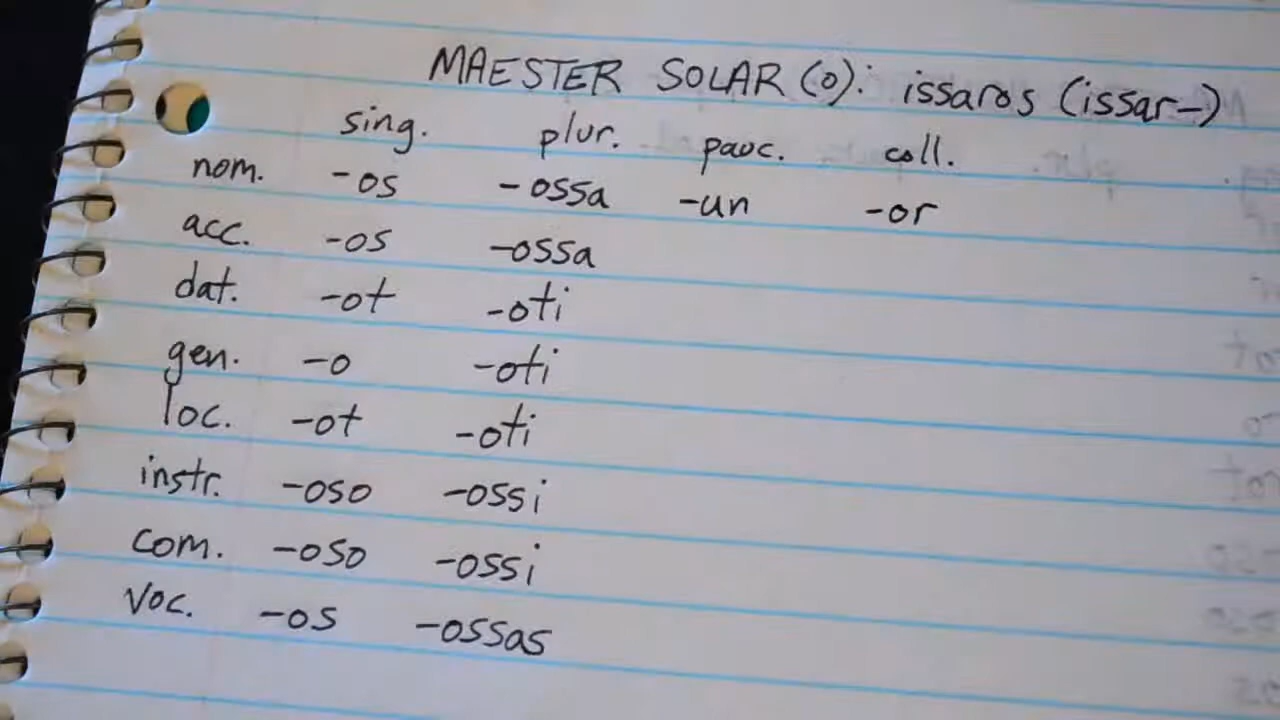 MAESTER SOLAR (o): issaros (issar-)
sing. plur. pauc. coll.
nom. -os -ossa -un -or
acc. -os -ossa
dat. -ot -oti
gen. -o -oti
loc. -ot -oti
instr. -oso -ossi
com. -oso -ossi
voc. -os -ossas